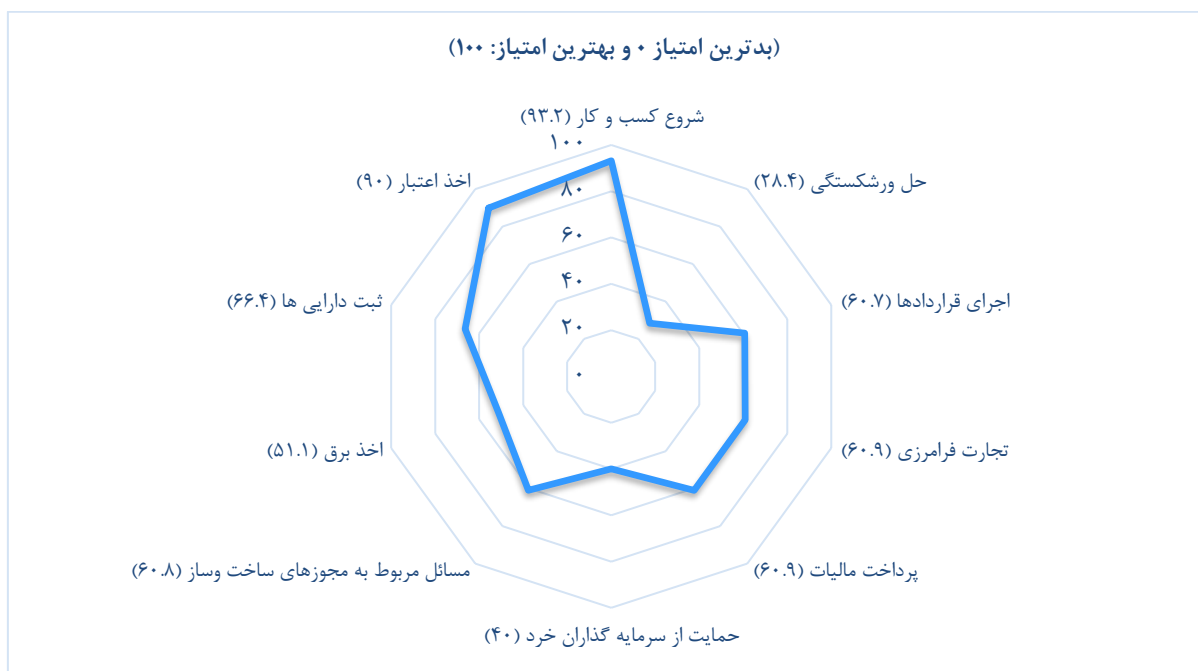 (بدترین امتیاز ۰ و بهترین امتیاز: ۱۰۰)
شروع کسب و کار (۹۳.۲)
حل ورشکستگی (۲۸.۴)
اجرای قراردادها (۶۰.۷)
تجارت فرامرزی (۶۰.۹)
پرداخت مالیات (۶۰.۹)
حمایت از سرمایه گذاران خرد (۴۰)
مسائل مربوط به مجوزهای ساخت وساز (۶۰.۸)
اخذ برق (۵۱.۱)
ثبت دارایی ها (۶۶.۴)
اخذ اعتبار (۹۰)
۱۰۰
۸۰
۶۰
۴۰
۲۰
۰